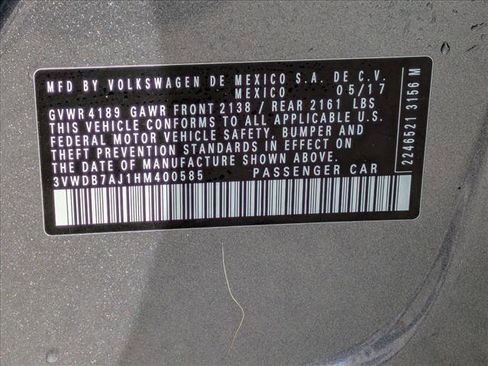 MFD BY VOLKSWAGEN DE MEXICO S.A. DE C.V.
MEXICO 05/17
GVWR 4189 GAWR FRONT 2138 / REAR 2161 LBS
THIS VEHICLE CONFORMS TO ALL APPLICABLE U.S.
FEDERAL MOTOR VEHICLE SAFETY, BUMPER AND
THEFT PREVENTION STANDARDS IN EFFECT ON
THE DATE OF MANUFACTURE SHOWN ABOVE.
3VWDB7AJ1HM400585 PASSENGER CAR
2246521 3156 M